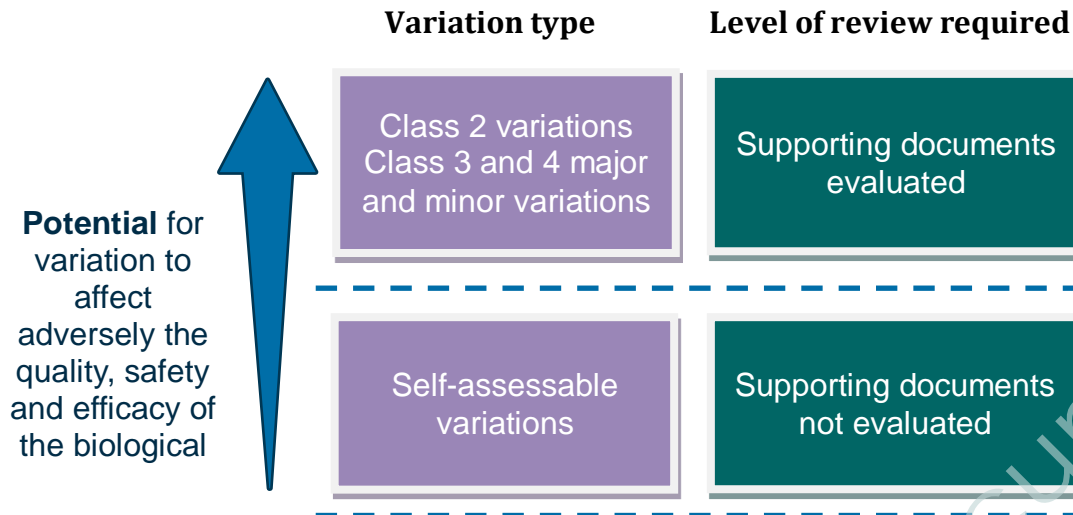 Variation type
Level of review required
Potential for
variation to
affect
adversely the
quality, safety
and efficacy of
the biological
Class 2 variations
Class 3 and 4 major
and minor variations
Supporting documents
evaluated
Self-assessable
variations
Supporting documents
not evaluated